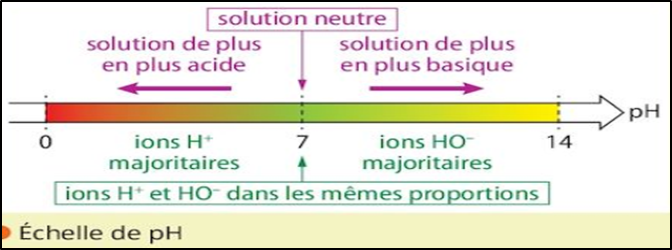 solution neutre
solution de plus
en plus acide
solution de plus
en plus basique
pH
0
7
14
ions H⁺
majoritaires
ions HO⁻
majoritaires
ions H⁺ et HO⁻ dans les mêmes proportions
Échelle de pH